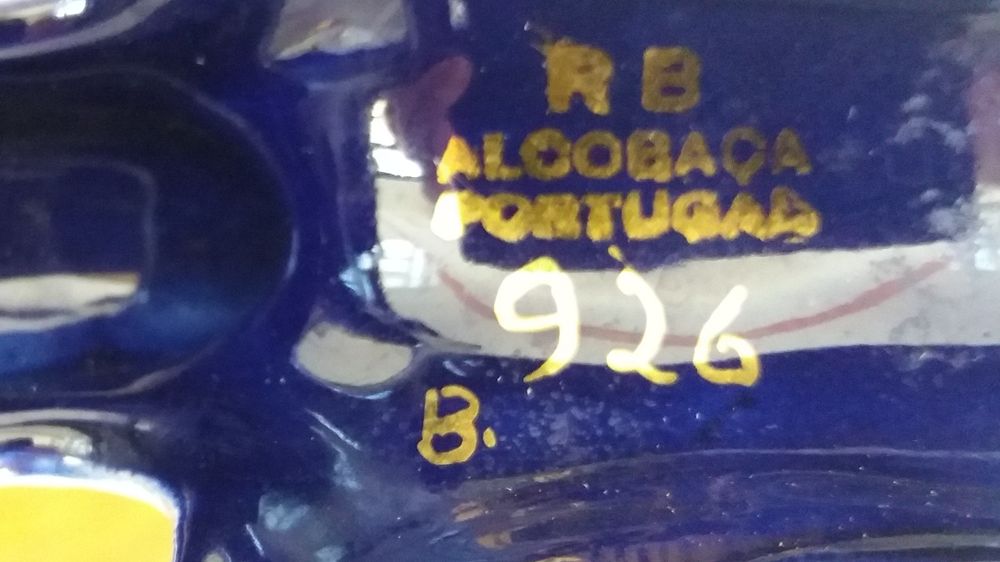 R B
ALCOBAÇA
PORTUGAL
926
B.